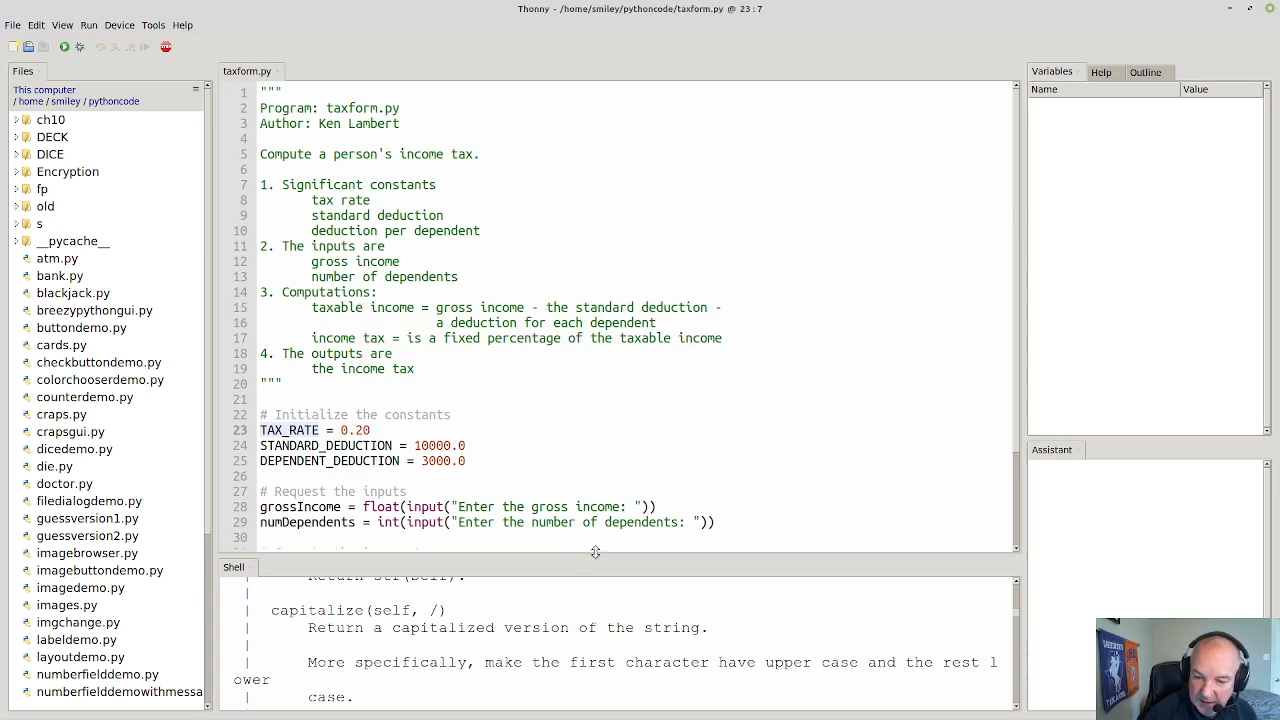 Thonny - /home/smiley/pythoncode/taxform.py @ 23 : 7
File Edit View Run Device Tools Help
Files
This computer
/ home / smiley / pythoncode
ch10
DECK
DICE
Encryption
fp
old
s
__pycache__
atm.py
bank.py
blackjack.py
breezypythongui.py
buttondemo.py
cards.py
checkbuttondemo.py
colorchooserdemo.py
counterdemo.py
craps.py
crapsgui.py
dicedemo.py
die.py
doctor.py
filedialogdemo.py
guessversion1.py
guessversion2.py
imagebrowser.py
imagebuttondemo.py
imagedemo.py
images.py
imgchange.py
labeldemo.py
layoutdemo.py
numberfielddemo.py
numberfielddemowithmessa
taxform.py
1 """
2 Program: taxform.py
3 Author: Ken Lambert
4
5 Compute a person's income tax.
6
7 1. Significant constants
8 tax rate
9 standard deduction
10 deduction per dependent
11 2. The inputs are
12 gross income
13 number of dependents
14 3. Computations:
15 taxable income = gross income - the standard deduction -
16 a deduction for each dependent
17 income tax = is a fixed percentage of the taxable income
18 4. The outputs are
19 the income tax
20 """
21
22 # Initialize the constants
23 TAX_RATE = 0.20
24 STANDARD_DEDUCTION = 10000.0
25 DEPENDENT_DEDUCTION = 3000.0
26
27 # Request the inputs
28 grossIncome = float(input("Enter the gross income: "))
29 numDependents = int(input("Enter the number of dependents: "))
30
Shell
| Return str(self).
|
| capitalize(self, /)
| Return a capitalized version of the string.
|
| More specifically, make the first character have upper case and the rest l
ower
| case.
Variables Help Outline
Name Value
Assistant